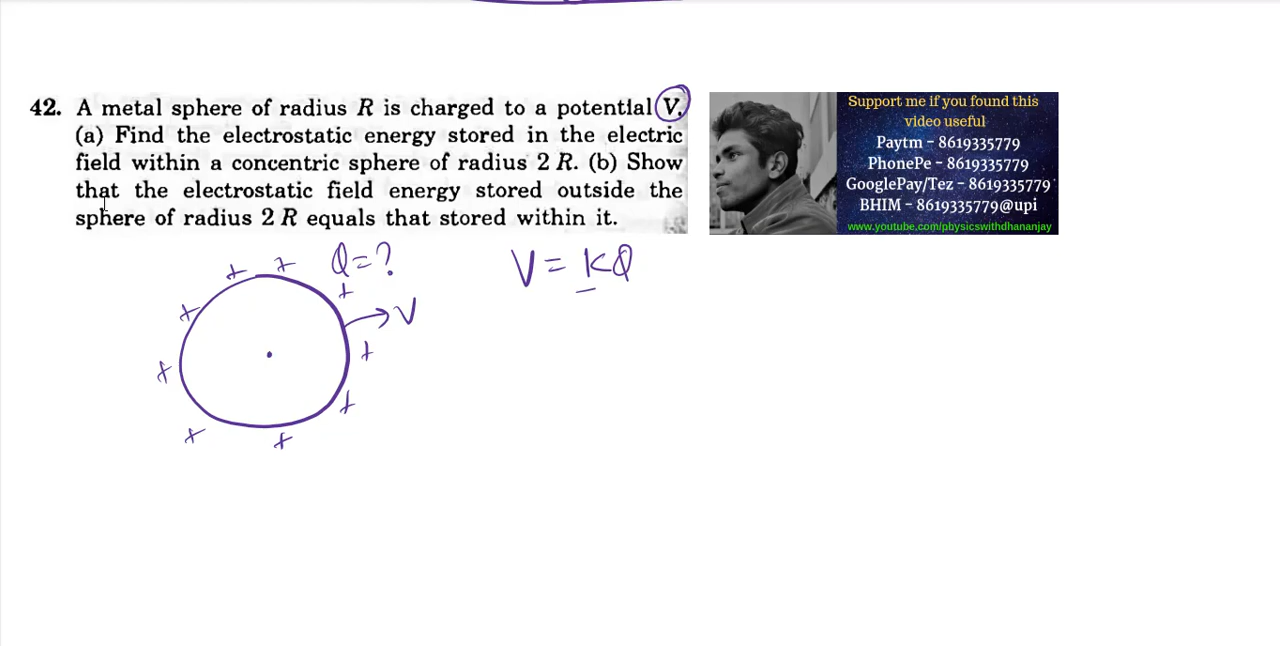 42. A metal sphere of radius R is charged to a potential V.
(a) Find the electrostatic energy stored in the electric
field within a concentric sphere of radius 2 R. (b) Show
that the electrostatic field energy stored outside the
sphere of radius 2 R equals that stored within it.
Support me if you found this
video useful
Paytm - 8619335779
PhonePe - 8619335779
GooglePay/Tez - 8619335779
BHIM - 8619335779@upi
www.youtube.com/physicswithdhananjay
Q=?
V = KQ
+ + + + + + + + +
V